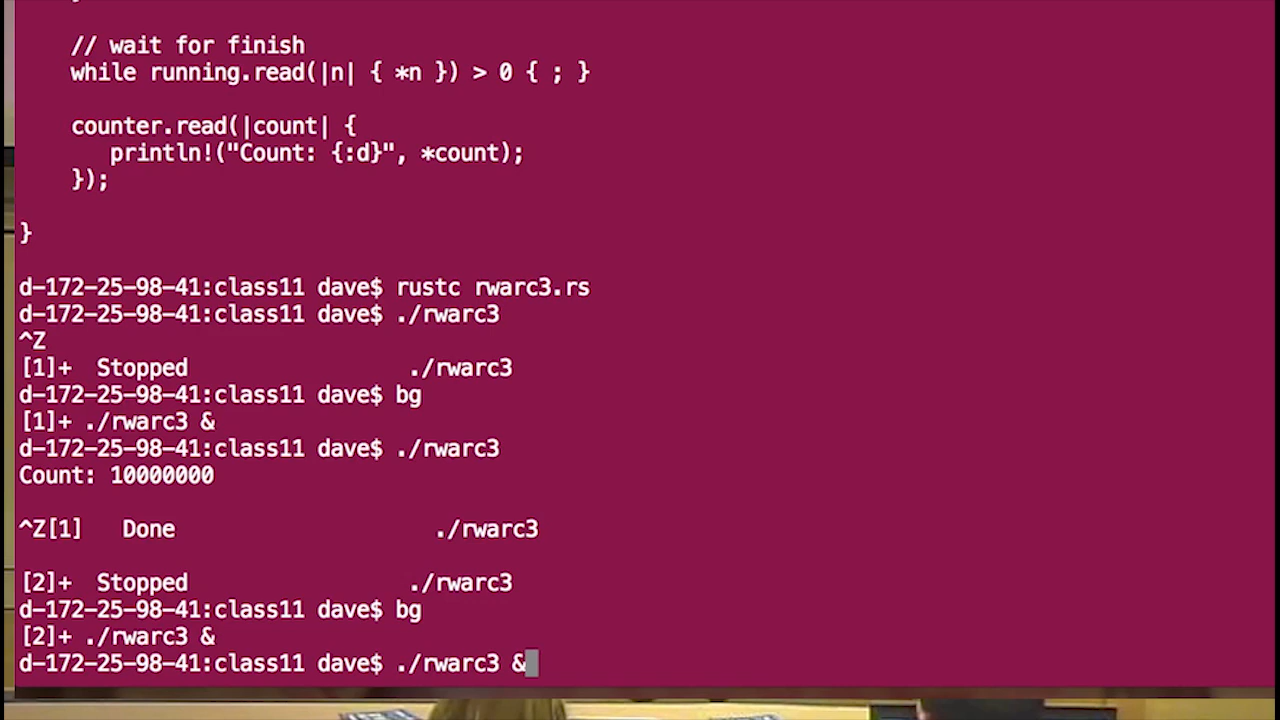 // wait for finish
while running.read(|n| { *n }) > 0 { ; }
counter.read(|count| {
println!("Count: {:d}", *count);
});
}
d-172-25-98-41:class11 dave$ rustc rwarc3.rs
d-172-25-98-41:class11 dave$ ./rwarc3
^Z
[1]+  Stopped                 ./rwarc3
d-172-25-98-41:class11 dave$ bg
[1]+ ./rwarc3 &
d-172-25-98-41:class11 dave$ ./rwarc3
Count: 10000000
^Z[1]   Done                    ./rwarc3
[2]+  Stopped                 ./rwarc3
d-172-25-98-41:class11 dave$ bg
[2]+ ./rwarc3 &
d-172-25-98-41:class11 dave$ ./rwarc3 &